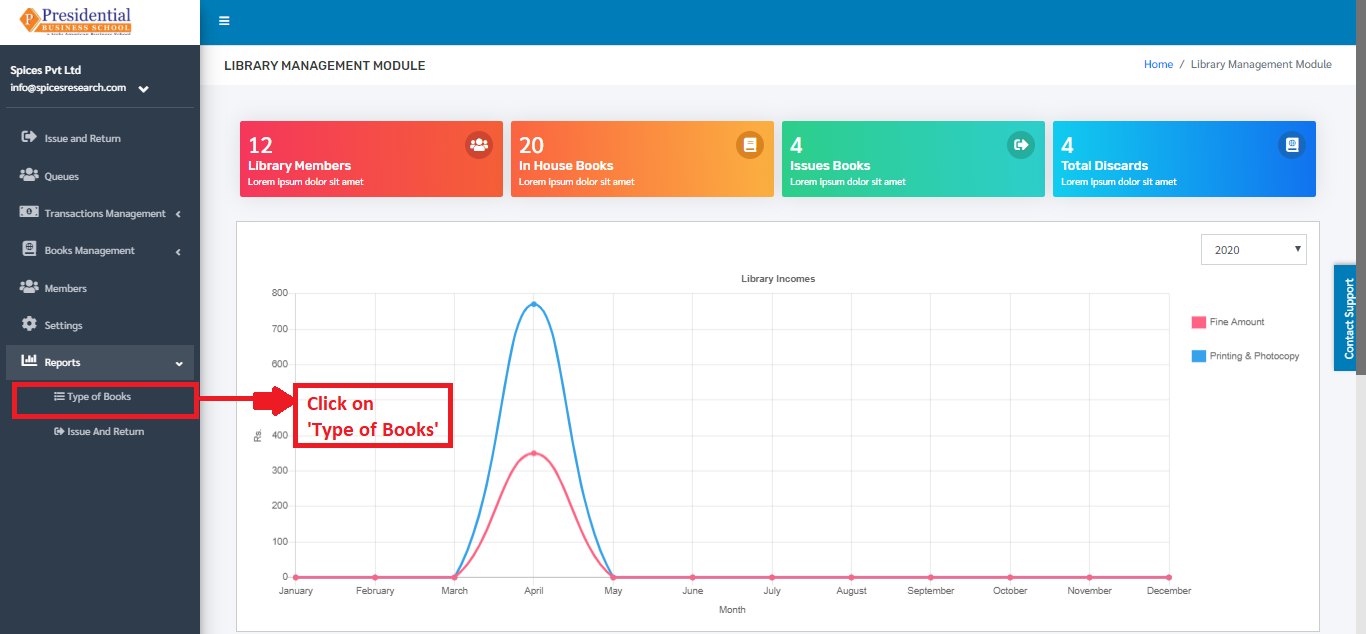 Presidential
BUSINESS SCHOOL
Spices Pvt Ltd
info@spicesresearch.com
Issue and Return
Queues
Transactions Management
Books Management
Members
Settings
Reports
Type of Books
Issue And Return
LIBRARY MANAGEMENT MODULE
Home / Library Management Module
12
Library Members
Lorem ipsum dolor sit amet
20
In House Books
Lorem ipsum dolor sit amet
4
Issues Books
Lorem ipsum dolor sit amet
4
Total Discards
Lorem ipsum dolor sit amet
2020
Library Incomes
Fine Amount
Printing & Photocopy
Rs.
800
700
600
400
300
200
100
0
January February March April May June July August September October November December
Month
Click on
'Type of Books'
Contact Support